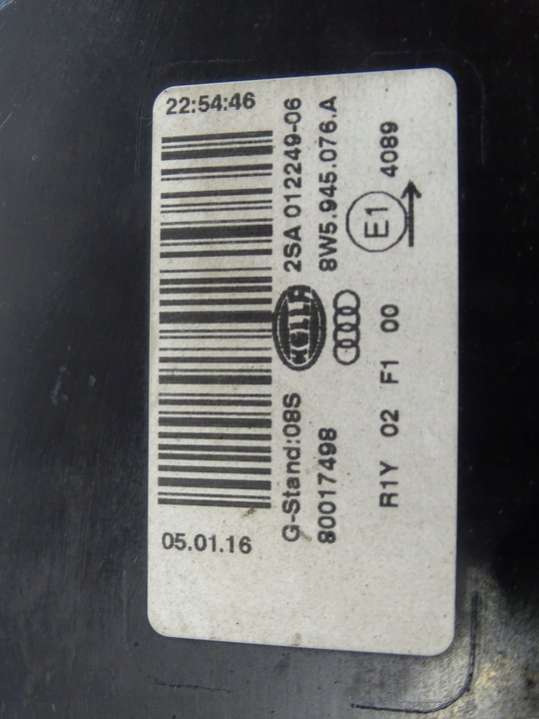 22:54:46
05.01.16
2SA 012249-06
8W5.945.076.A
E1
4089
HELLA
G-Stand:08S
80017498
R1Y 02 F1 00